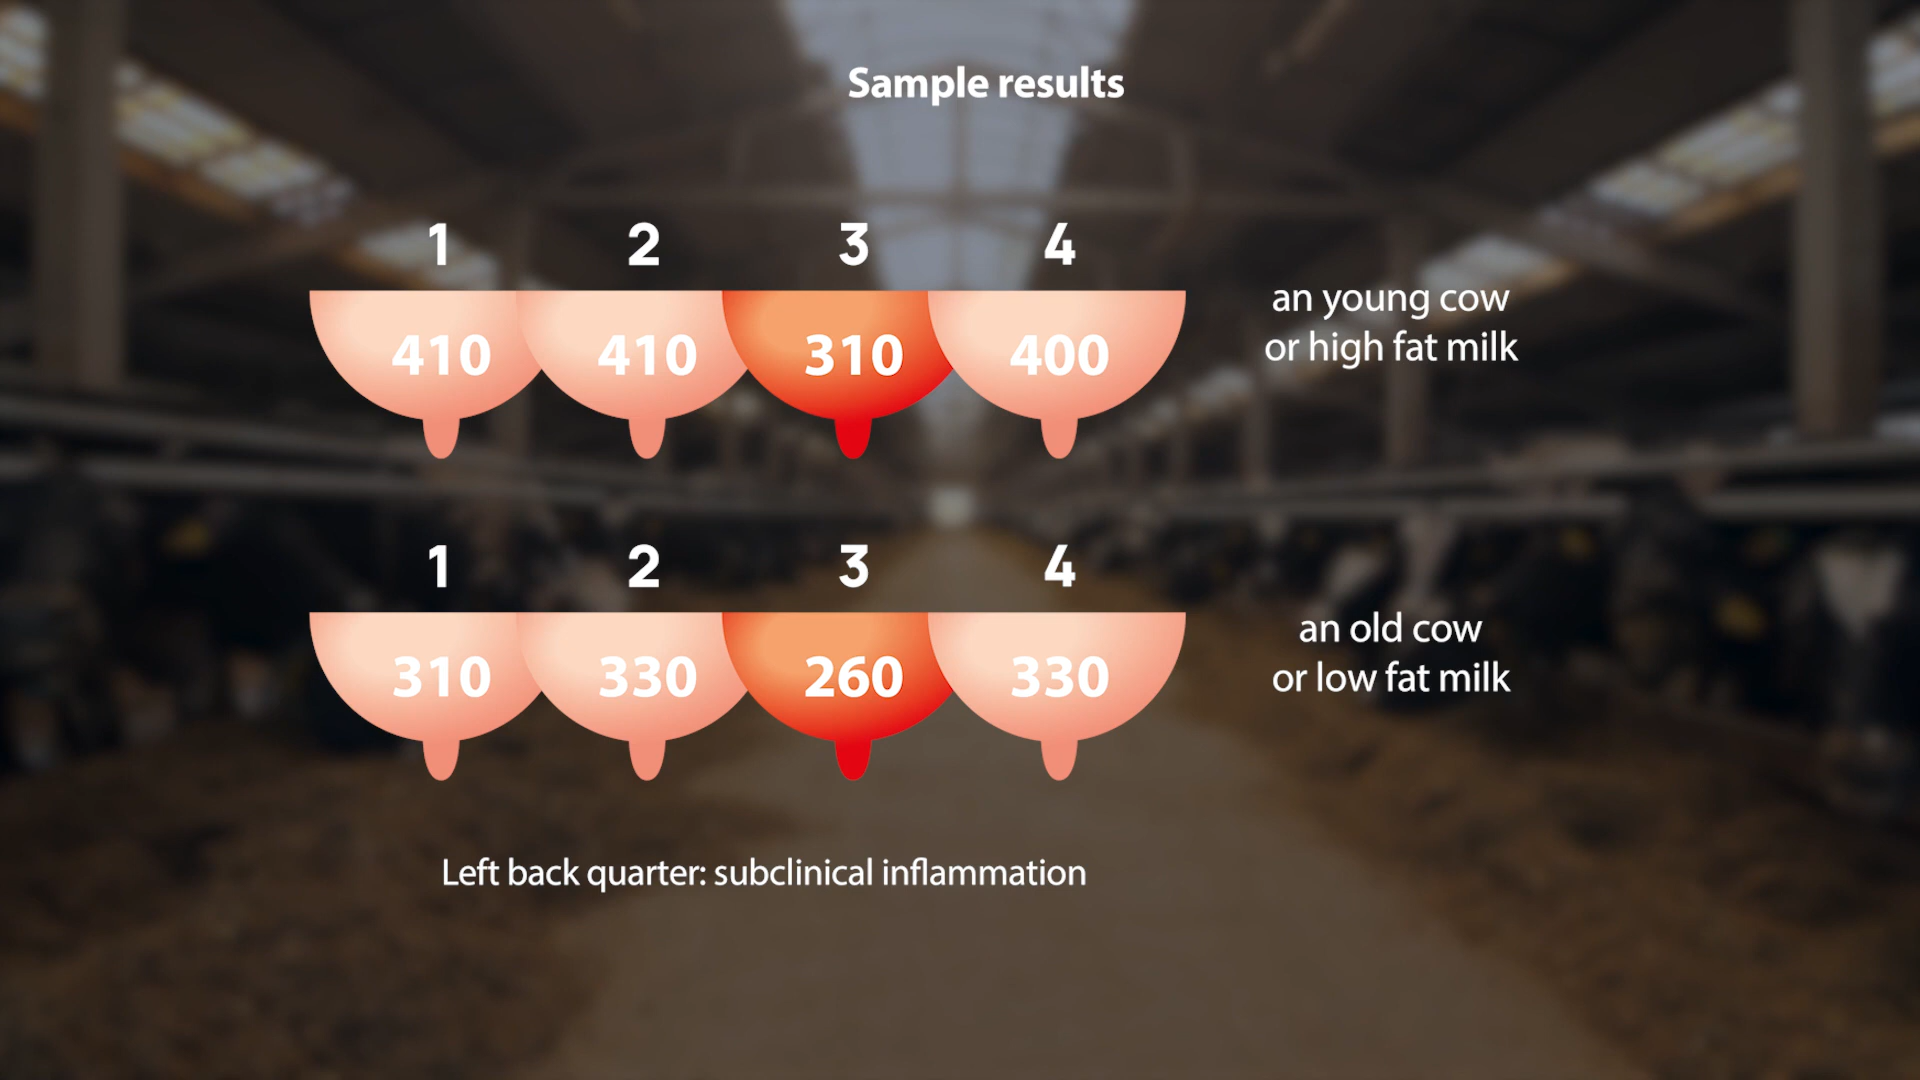 Sample results
1 2 3 4
410 410 310 400
an young cow
or high fat milk
1 2 3 4
310 330 260 330
an old cow
or low fat milk
Left back quarter: subclinical inflammation